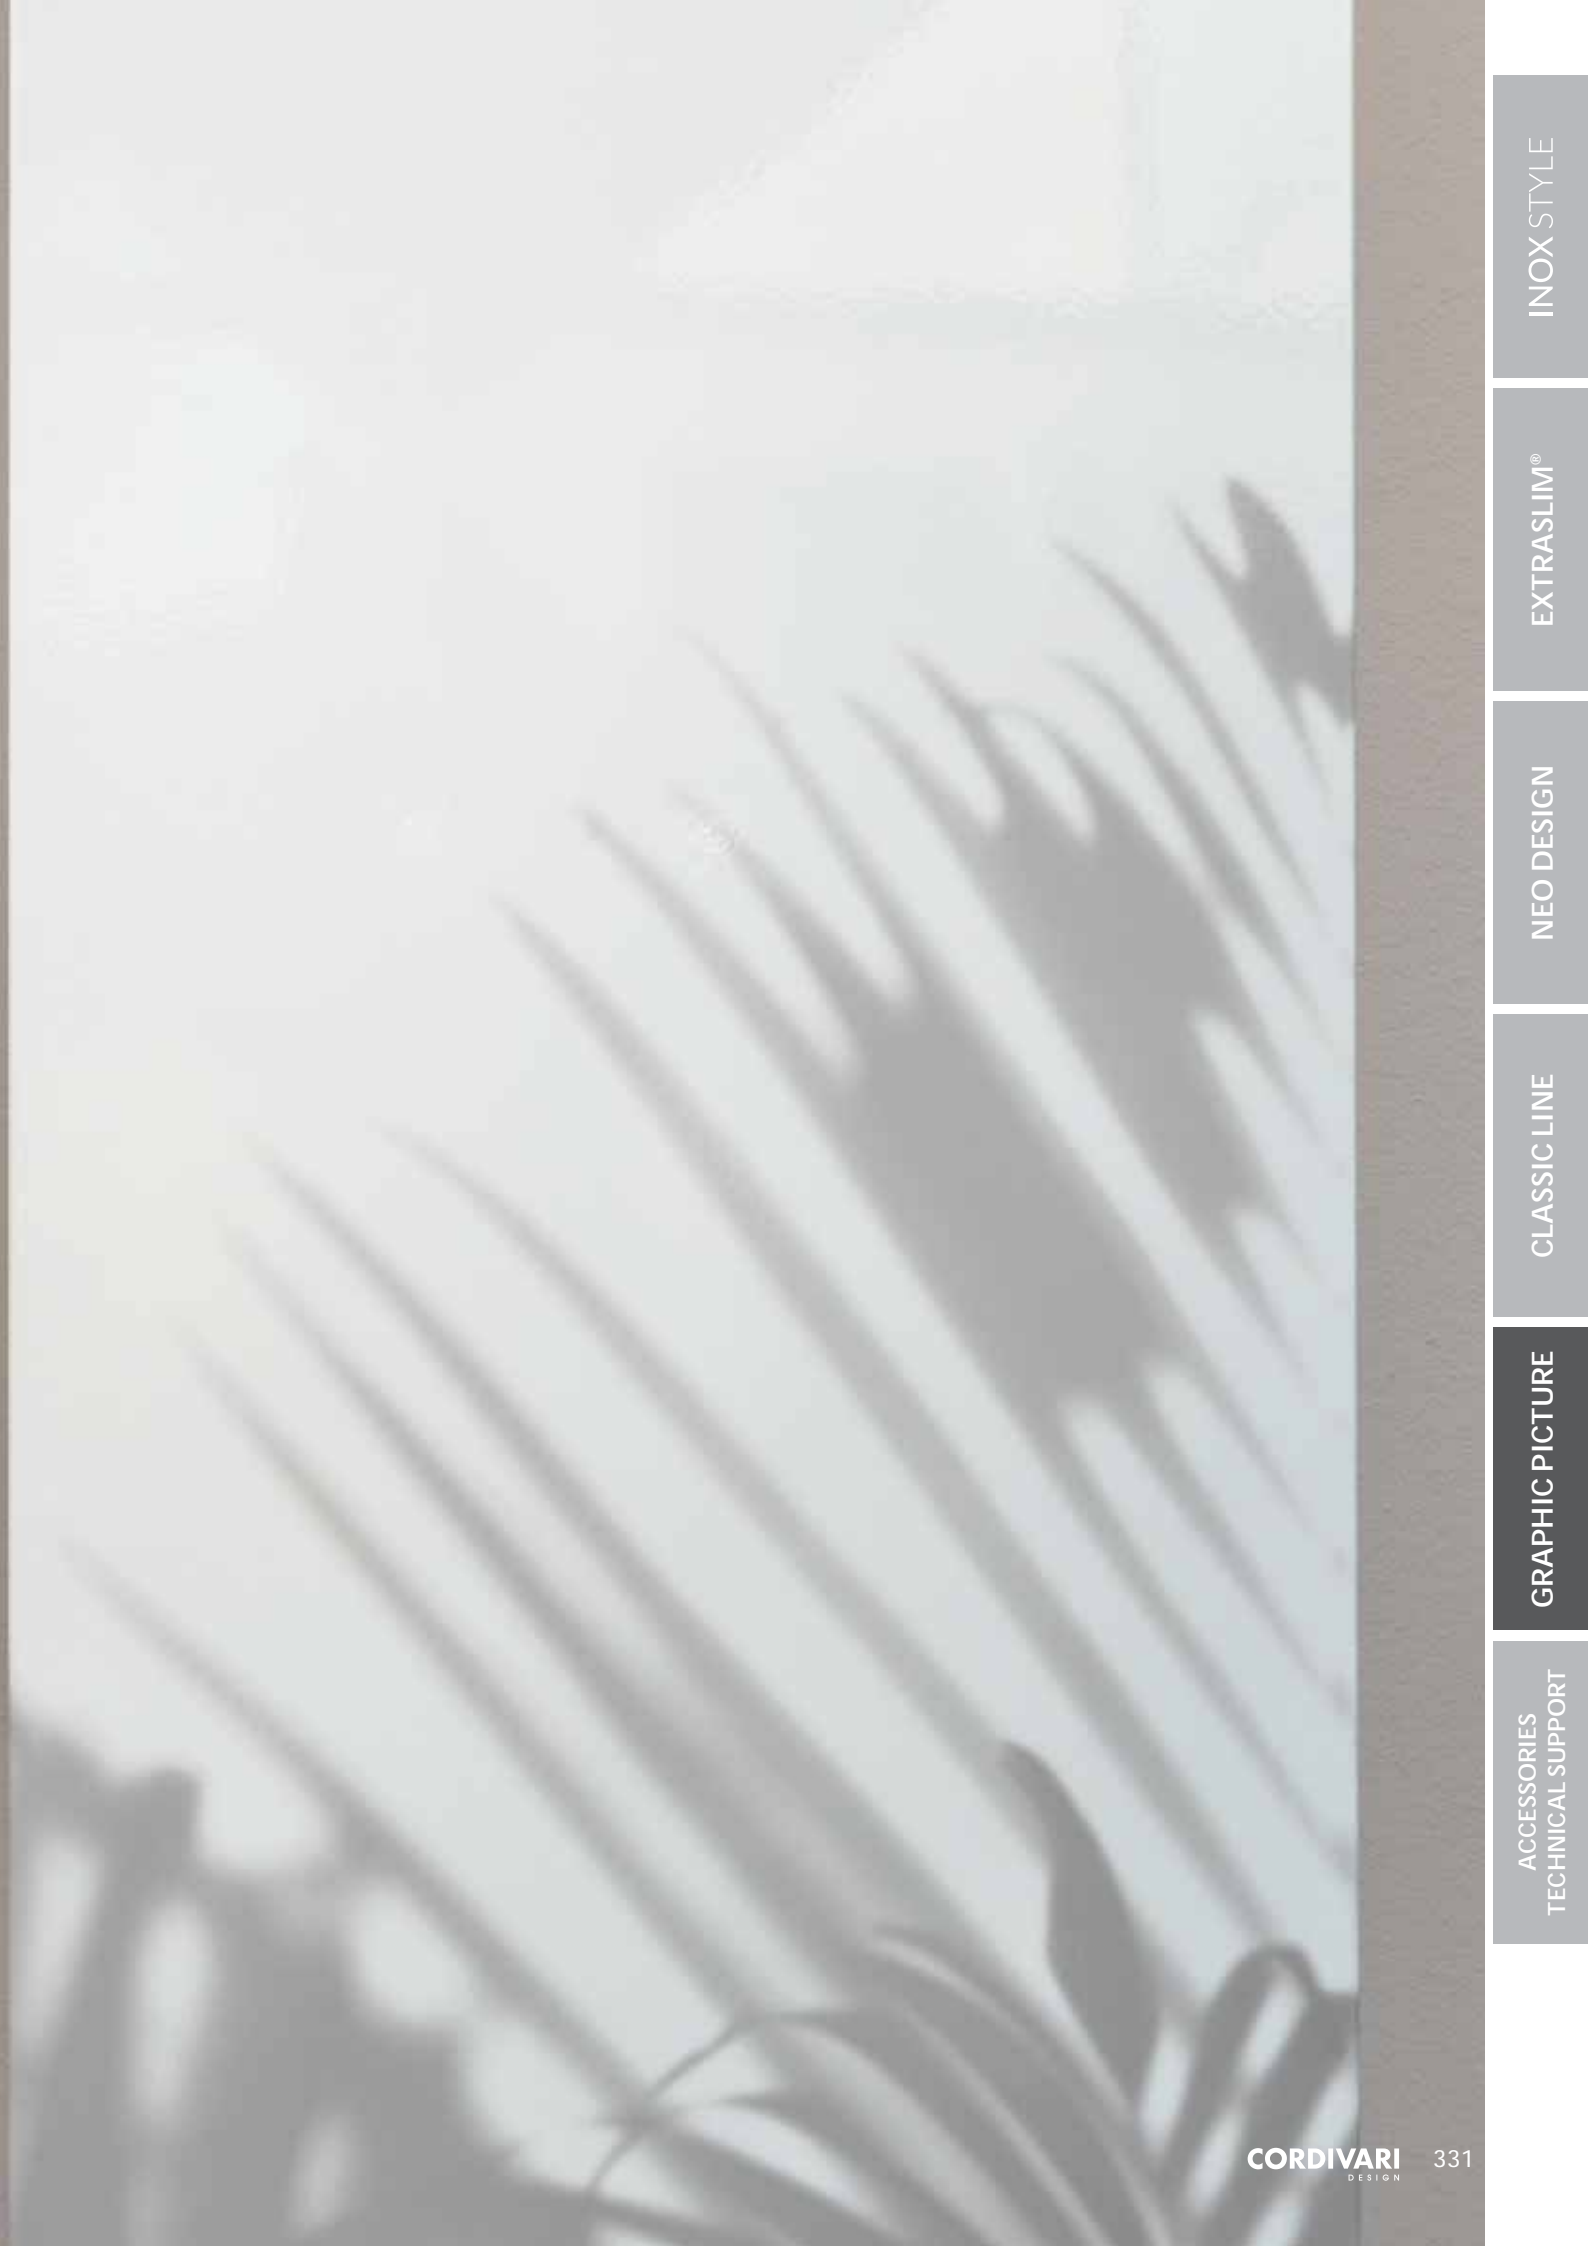 INOX STYLE
EXTRASLIM®
NEO DESIGN
CLASSIC LINE
GRAPHIC PICTURE
ACCESSORIES
TECHNICAL SUPPORT
CORDIVARI
DESIGN
331